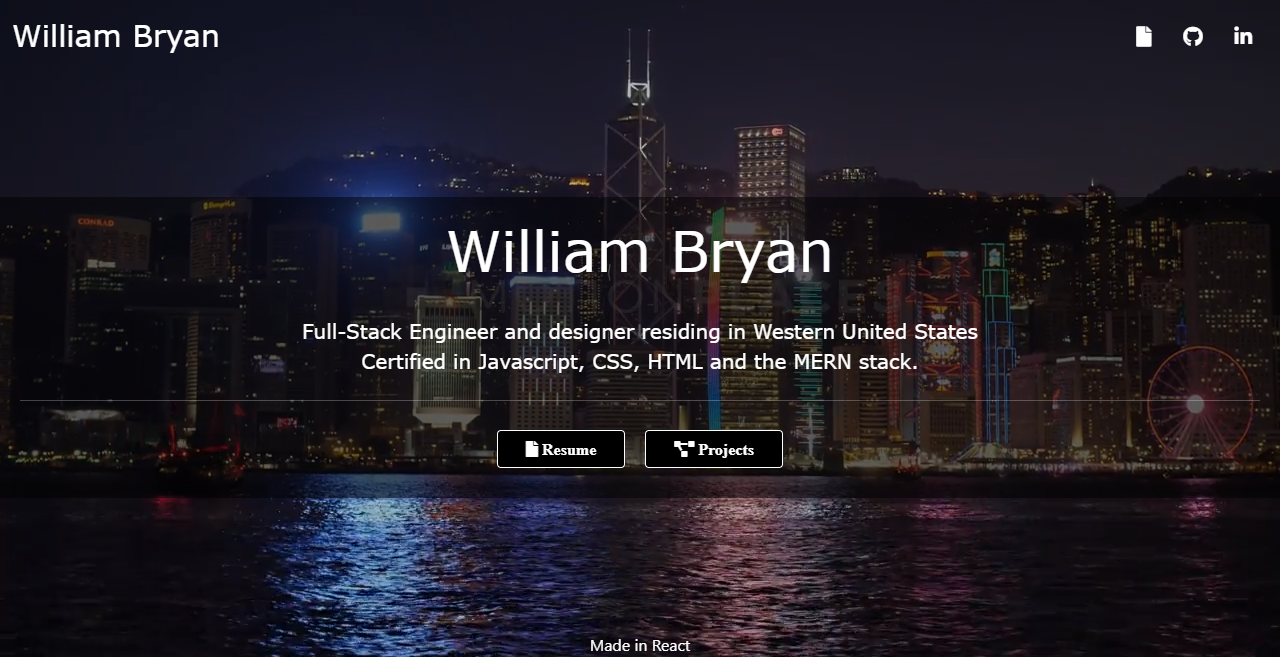 William Bryan
CONRAD
William Bryan
Full-Stack Engineer and designer residing in Western United States
Certified in Javascript, CSS, HTML and the MERN stack.
Resume
Projects
Made in React